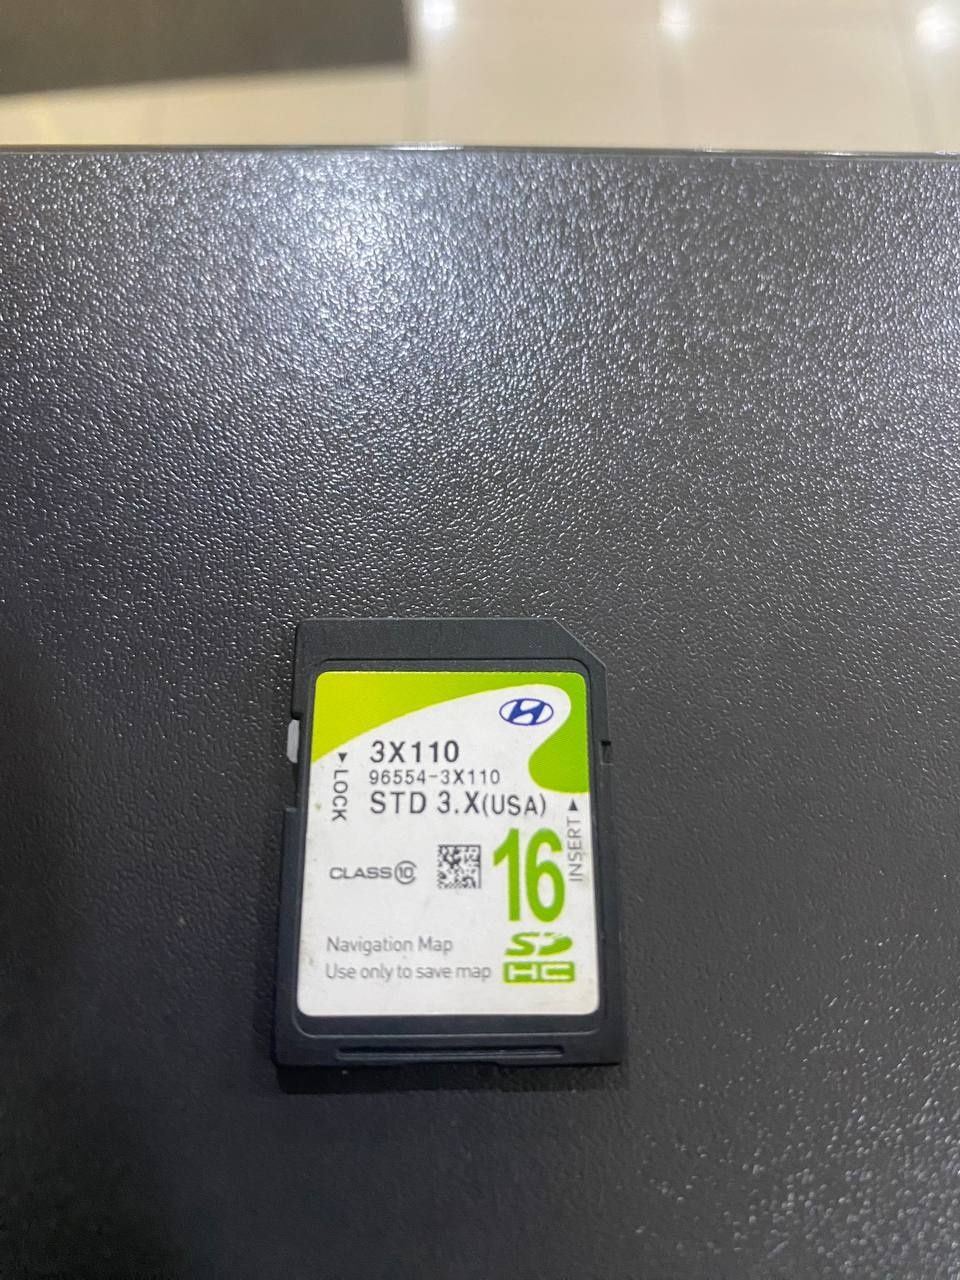 3X110
96554-3X110
STD 3.X(USA)
▲ LOCK
INSERT ▲
CLASS 10
16
SD
HC
Navigation Map
Use only to save map